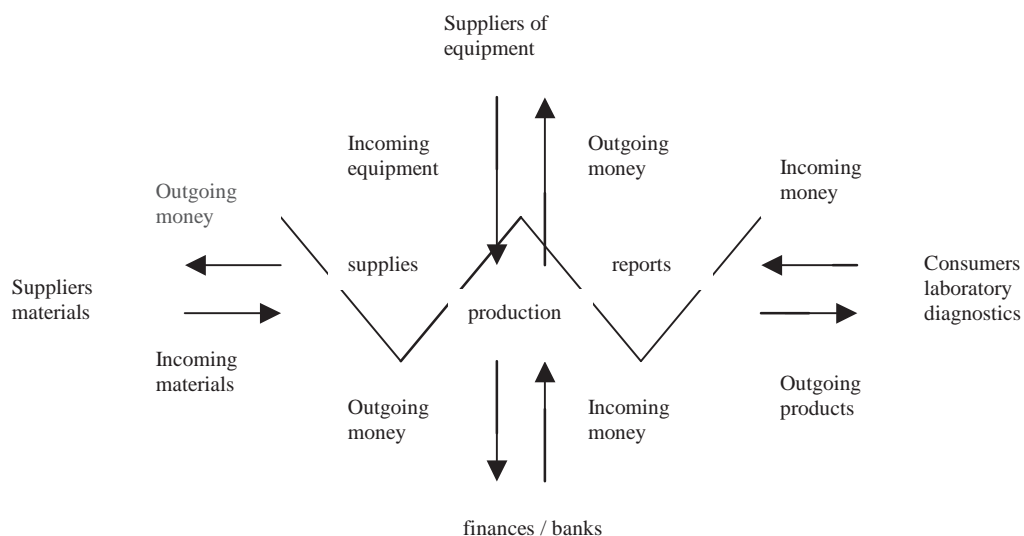 Suppliers of
equipment
Incoming
equipment
Outgoing
money
Incoming
money
Outgoing
money
supplies
reports
Suppliers
materials
Consumers
laboratory
diagnostics
production
Incoming
materials
Outgoing
money
Incoming
money
Outgoing
products
finances / banks